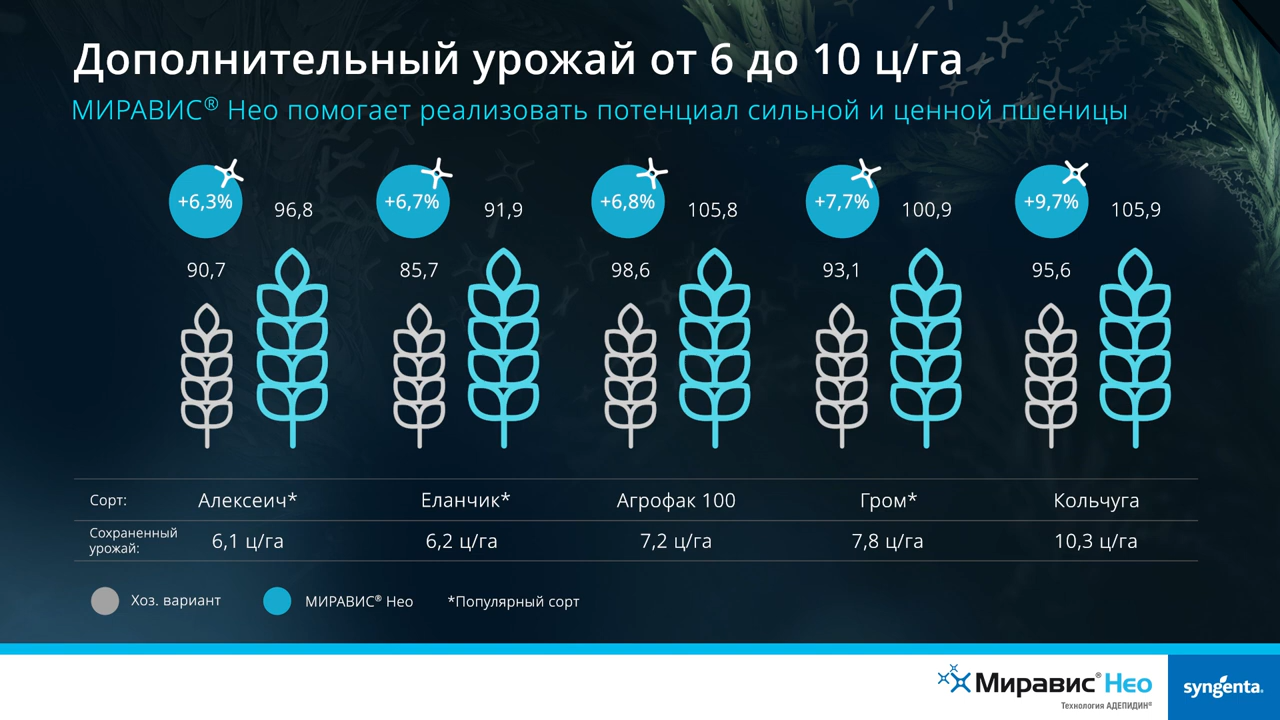 Дополнительный урожай от 6 до 10 ц/га
МИРАВИС® Нео помогает реализовать потенциал сильной и ценной пшеницы
+6,3% 96,8 +6,7% 91,9 +6,8% 105,8 +7,7% 100,9 +9,7% 105,9
90,7 85,7 98,6 93,1 95,6
Сорт: Алексеич* Еланчик* Агрофак 100 Гром* Кольчуга
Сохраненный
урожай: 6,1 ц/га 6,2 ц/га 7,2 ц/га 7,8 ц/га 10,3 ц/га
Хоз. вариант МИРАВИС® Нео *Популярный сорт
Миравис® Нео
Технология АДЕПИДИН®
syngenta.